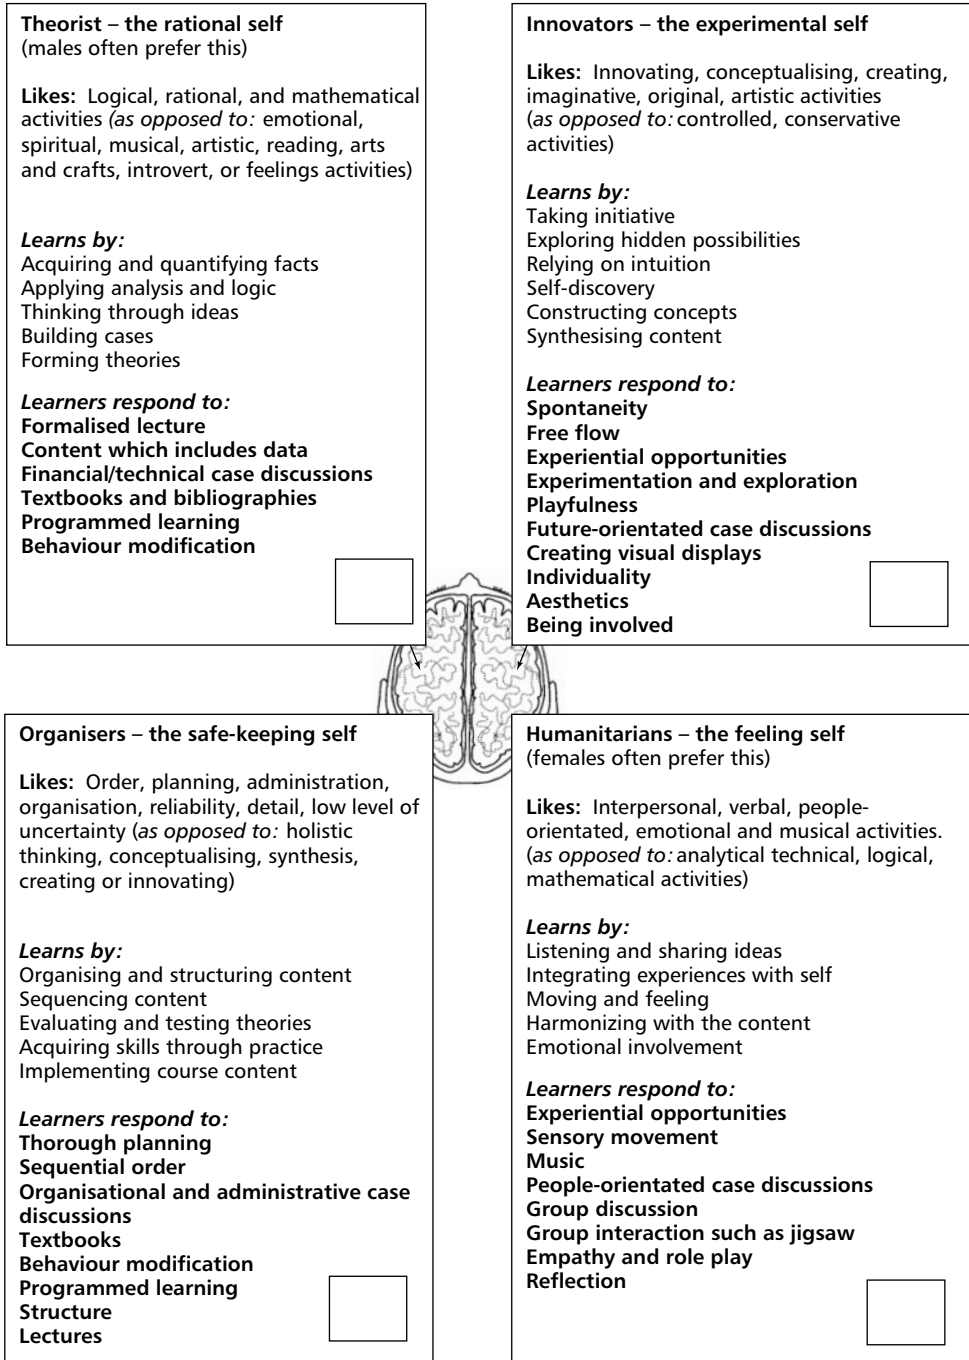 Theorist – the rational self
(males often prefer this)
Likes: Logical, rational, and mathematical
activities (as opposed to: emotional,
spiritual, musical, artistic, reading, arts
and crafts, introvert, or feelings activities)
Learns by:
Acquiring and quantifying facts
Applying analysis and logic
Thinking through ideas
Building cases
Forming theories
Learners respond to:
Formalised lecture
Content which includes data
Financial/technical case discussions
Textbooks and bibliographies
Programmed learning
Behaviour modification
Innovators – the experimental self
Likes: Innovating, conceptualising, creating,
imaginative, original, artistic activities
(as opposed to: controlled, conservative
activities)
Learns by:
Taking initiative
Exploring hidden possibilities
Relying on intuition
Self-discovery
Constructing concepts
Synthesising content
Learners respond to:
Spontaneity
Free flow
Experiential opportunities
Experimentation and exploration
Playfulness
Future-orientated case discussions
Creating visual displays
Individuality
Aesthetics
Being involved
Organisers – the safe-keeping self
Likes: Order, planning, administration,
organisation, reliability, detail, low level of
uncertainty (as opposed to: holistic
thinking, conceptualising, synthesis,
creating or innovating)
Learns by:
Organising and structuring content
Sequencing content
Evaluating and testing theories
Acquiring skills through practice
Implementing course content
Learners respond to:
Thorough planning
Sequential order
Organisational and administrative case
discussions
Textbooks
Behaviour modification
Programmed learning
Structure
Lectures
Humanitarians – the feeling self
(females often prefer this)
Likes: Interpersonal, verbal, people-
orientated, emotional and musical activities.
(as opposed to: analytical technical, logical,
mathematical activities)
Learns by:
Listening and sharing ideas
Integrating experiences with self
Moving and feeling
Harmonizing with the content
Emotional involvement
Learners respond to:
Experiential opportunities
Sensory movement
Music
People-orientated case discussions
Group discussion
Group interaction such as jigsaw
Empathy and role play
Reflection